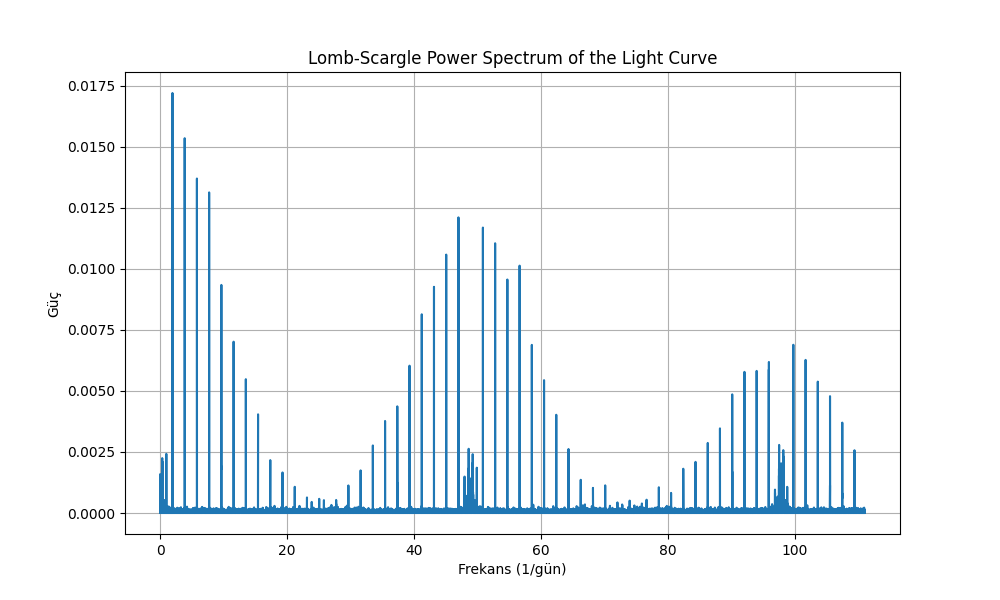 Lomb-Scargle Power Spectrum of the Light Curve
0.0175
0.0150
0.0125
0.0100
0.0075
0.0050
0.0025
0.0000
Güç
0 20 40 60 80 100
Frekans (1/gün)